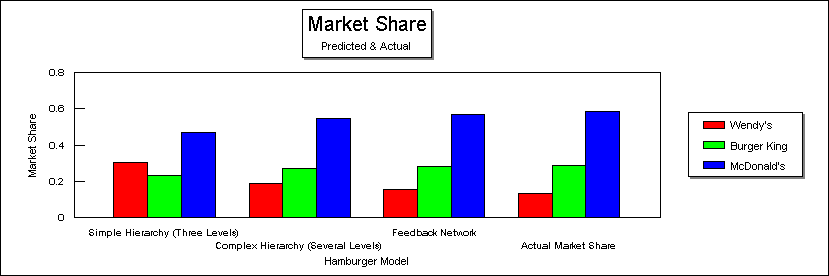 Market Share
Predicted & Actual
0.8
0.6
0.4
0.2
0
Market Share
Simple Hierarchy (Three Levels)
Complex Hierarchy (Several Levels)
Feedback Network
Actual Market Share
Hamburger Model
Wendy's
Burger King
McDonald's